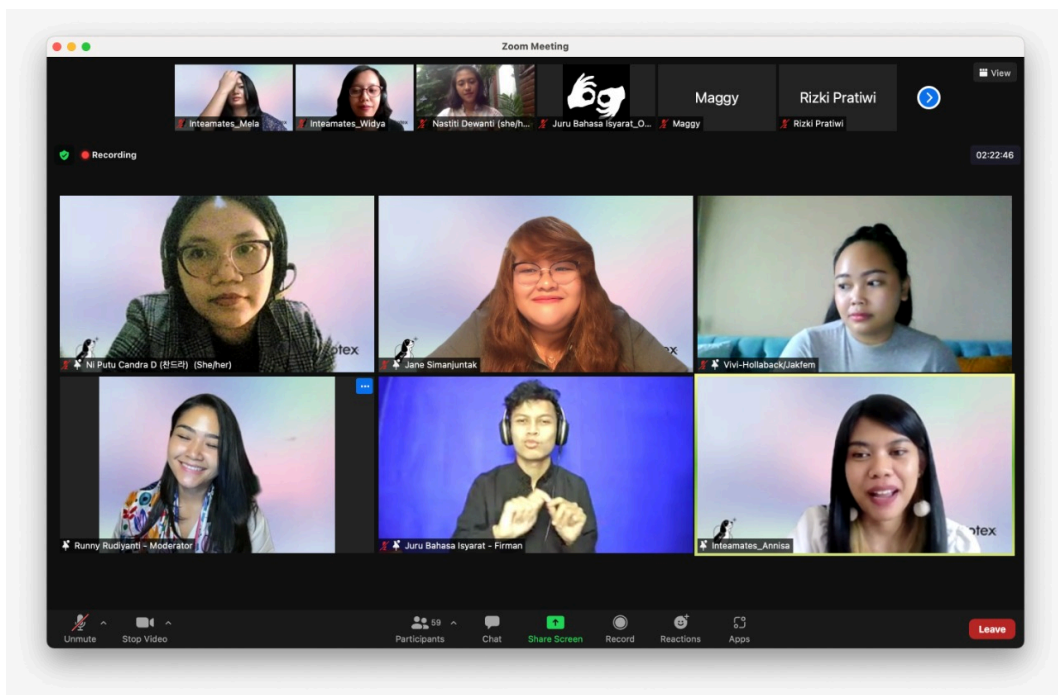 Zoom Meeting
View
Inteamates_Mela
Inteamates_Widya
Nastiti Dewanti (she/h...
Juru Bahasa Isyarat_O...
Maggy
Maggy
Rizki Pratiwi
Rizki Pratiwi
Recording
02:22:46
otex
Ni Putu Candra D (찬드라) (She/her)
Jane Simanjuntak
Vivi-Hollaback/Jakfem
Runny Rudiyanti - Moderator
Juru Bahasa Isyarat - Firman
otex
Inteamates_Annisa
Unmute
Stop Video
59
Participants
Chat
Share Screen
Record
Reactions
Apps
Leave